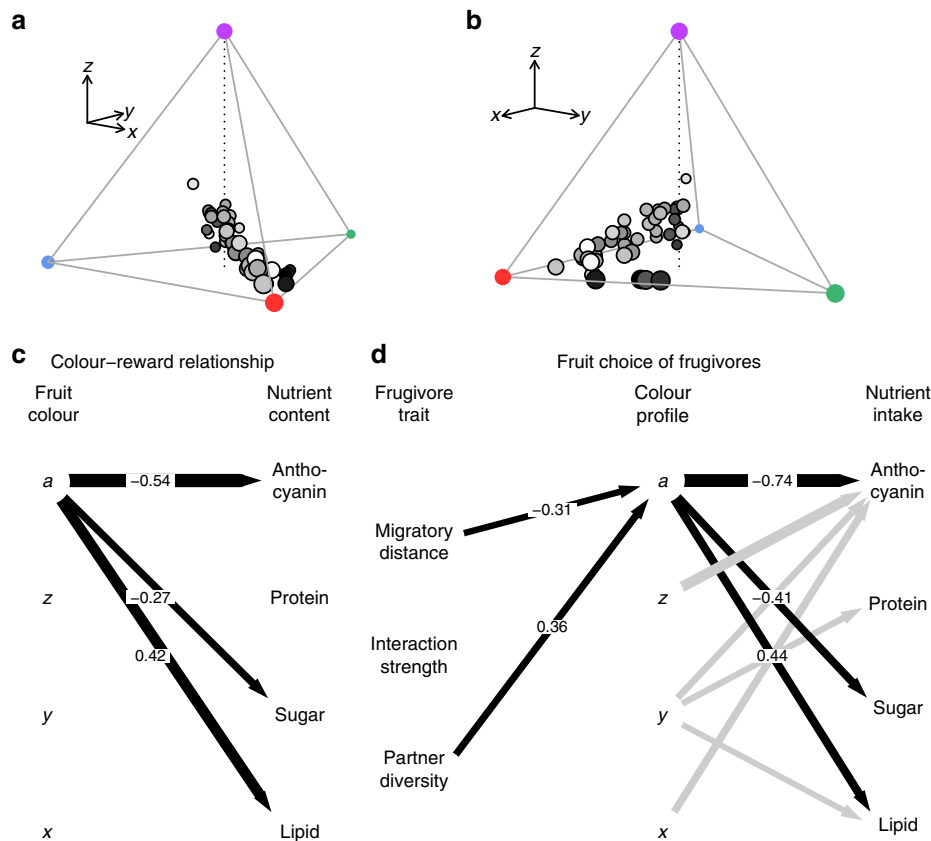 a
z
y
x
b
z
x
y
c
Colour–reward relationship
Fruit
colour
Nutrient
content
a
z
y
x
−0.54
−0.27
0.42
Antho-
cyanin
Protein
Sugar
Lipid
d
Fruit choice of frugivores
Frugivore
trait
Colour
profile
Nutrient
intake
Migratory
distance
Interaction
strength
Partner
diversity
−0.31
0.36
a
z
y
x
−0.74
−0.41
0.44
Antho-
cyanin
Protein
Sugar
Lipid